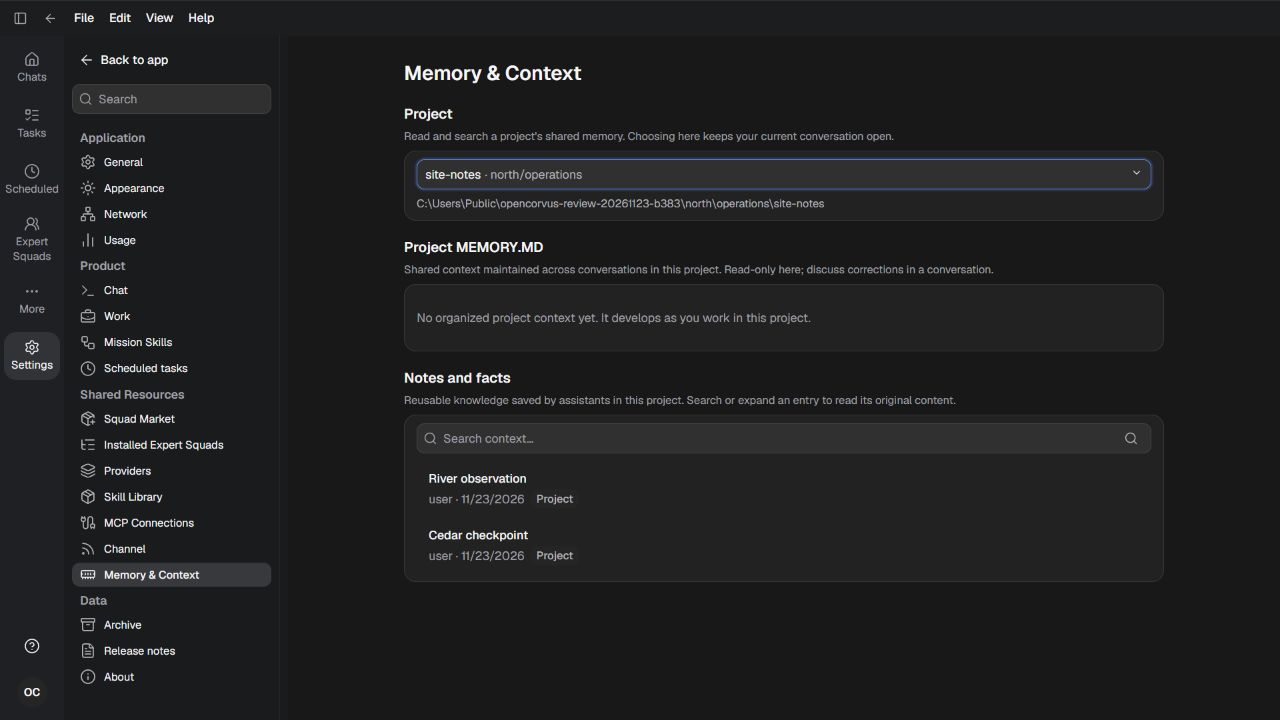 File Edit View Help
Chats
Tasks
Scheduled
Expert
Squads
More
Settings
OC
Back to app
Search
Application
General
Appearance
Network
Usage
Product
Chat
Work
Mission Skills
Scheduled tasks
Shared Resources
Squad Market
Installed Expert Squads
Providers
Skill Library
MCP Connections
Channel
Memory & Context
Data
Archive
Release notes
About
Memory & Context
Project
Read and search a project's shared memory. Choosing here keeps your current conversation open.
site-notes · north/operations
C:\Users\Public\opencorvus-review-20261123-b383\north\operations\site-notes
Project MEMORY.MD
Shared context maintained across conversations in this project. Read-only here; discuss corrections in a conversation.
No organized project context yet. It develops as you work in this project.
Notes and facts
Reusable knowledge saved by assistants in this project. Search or expand an entry to read its original content.
Search context...
River observation
user · 11/23/2026 Project
Cedar checkpoint
user · 11/23/2026 Project